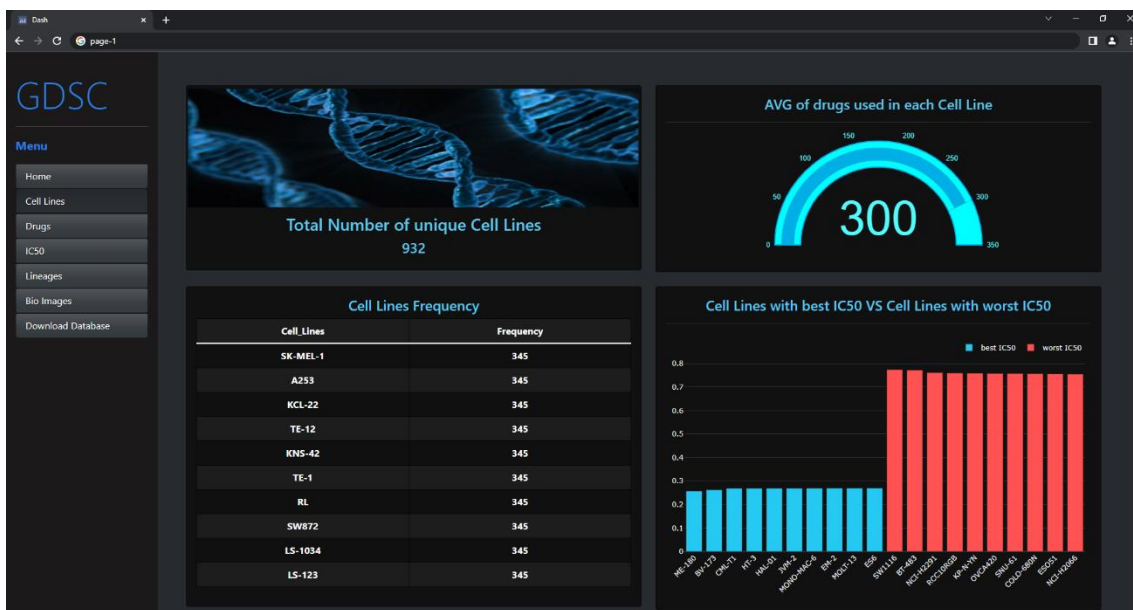 Dash
page-1
GDSC
Menu
Home
Cell Lines
Drugs
IC50
Lineages
Bio Images
Download Database
Total Number of unique Cell Lines
932
AVG of drugs used in each Cell Line
0
50
100
150
200
250
300
350
300
Cell Lines Frequency
Cell_Lines Frequency
SK-MEL-1 345
A253 345
KCL-22 345
TE-12 345
KNS-42 345
TE-1 345
RL 345
SW872 345
LS-1034 345
LS-123 345
Cell Lines with best IC50 VS Cell Lines with worst IC50
best IC50 worst IC50
0.8
0.7
0.6
0.5
0.4
0.3
0.2
0.1
0
ME-180
BV-173
CML-T1
HT-3
HAL-01
JVM-2
MONO-MAC-6
EM-2
MOLT-13
ES6
SW1116
BT-483
NCI-H2291
RCC10RGB
KP-N-YN
OVCA420
SNU-61
COLO-680N
ESO51
NCI-H2066